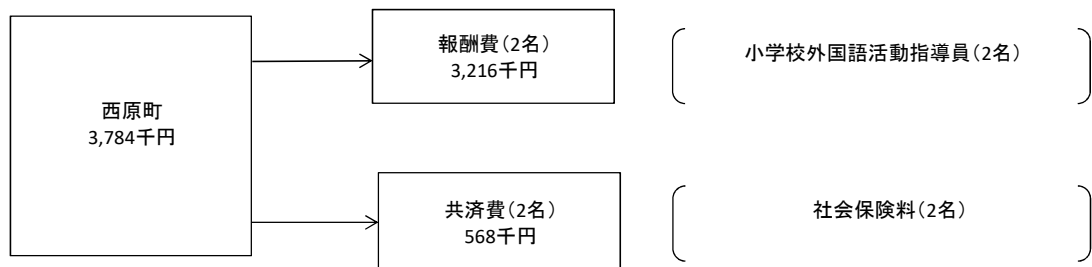 西原町
3,784千円
報酬費(2名)
3,216千円
小学校外国語活動指導員(2名)
共済費(2名)
568千円
社会保険料(2名)